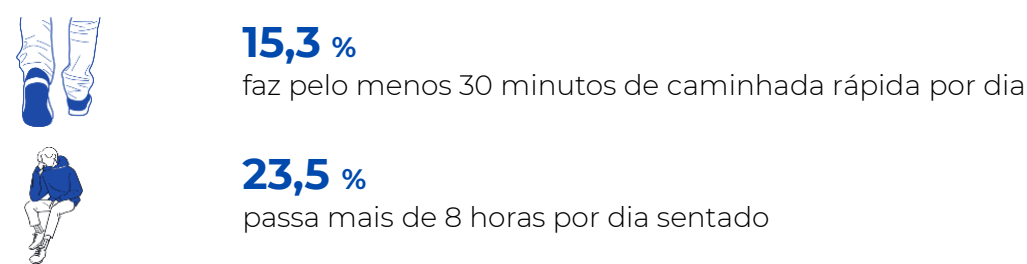 15,3 %
faz pelo menos 30 minutos de caminhada rápida por dia
23,5 %
passa mais de 8 horas por dia sentado